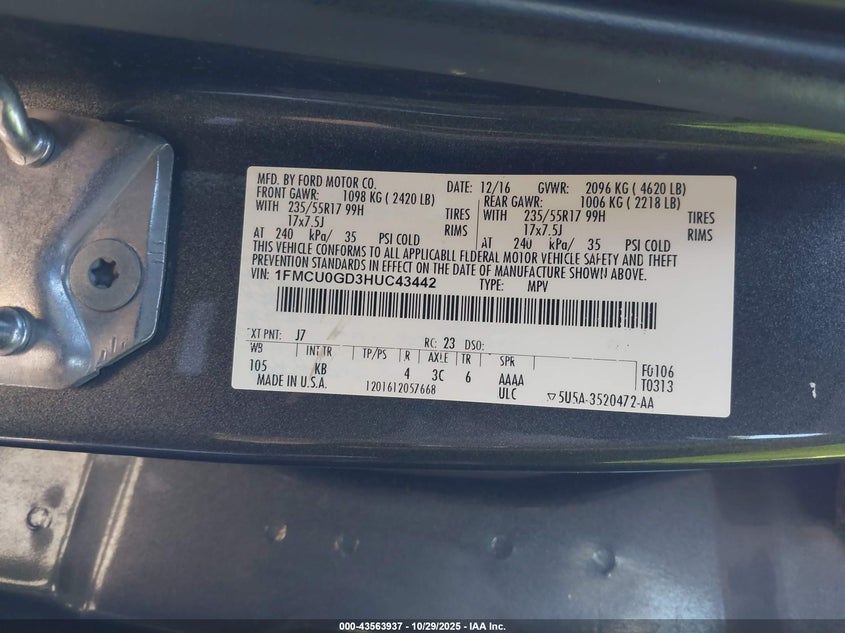 MFD. BY FORD MOTOR CO. DATE: 12/16 GVWR: 2096 KG ( 4620 LB)
FRONT GAWR: 1098 KG ( 2420 LB) REAR GAWR: 1006 KG ( 2218 LB)
WITH 235/55R17 99H TIRES WITH 235/55R17 99H TIRES
17x7.5J RIMS 17x7.5J RIMS
AT 240 kPa/ 35 PSI COLD AT 240 kPa/ 35 PSI COLD
THIS VEHICLE CONFORMS TO ALL APPLICABLL FLDERAL MOTOR VEHICLE SAFETY AND THEFT
PREVENTION STANDARDS IN EFFECT ON THE DATE OF MANUFACTURE SHOWN ABOVE.
VIN: 1FMCU0GD3HUC43442 TYPE: MPV
XT PNT: J7 RC: 23 DSO:
WB INT TR TP/PS R AXLE TR SPR F0106
105 KB 4 3C 6 AAAA T0313
MADE IN U.S.A. 1201612057668 ULC ▽5U5A-3520472-AA
000-43563937 - 10/29/2025 - IAA Inc.